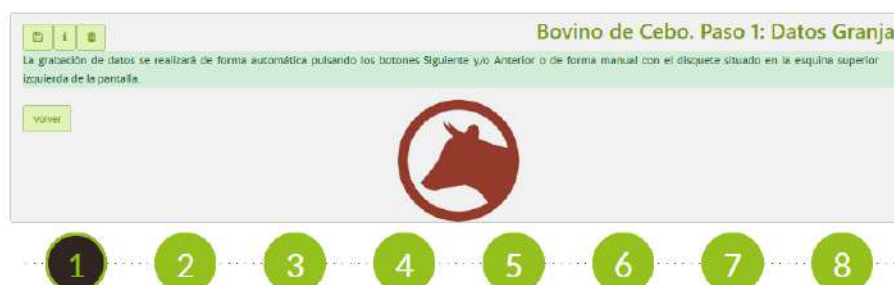 Bovino de Cebo. Paso 1: Datos Granja
La grabación de datos se realizará de forma automática pulsando los botones Siguiente y/o Anterior o de forma manual con el disquete situado en la esquina superior
izquierda de la pantalla.
Volver
1 2 3 4 5 6 7 8